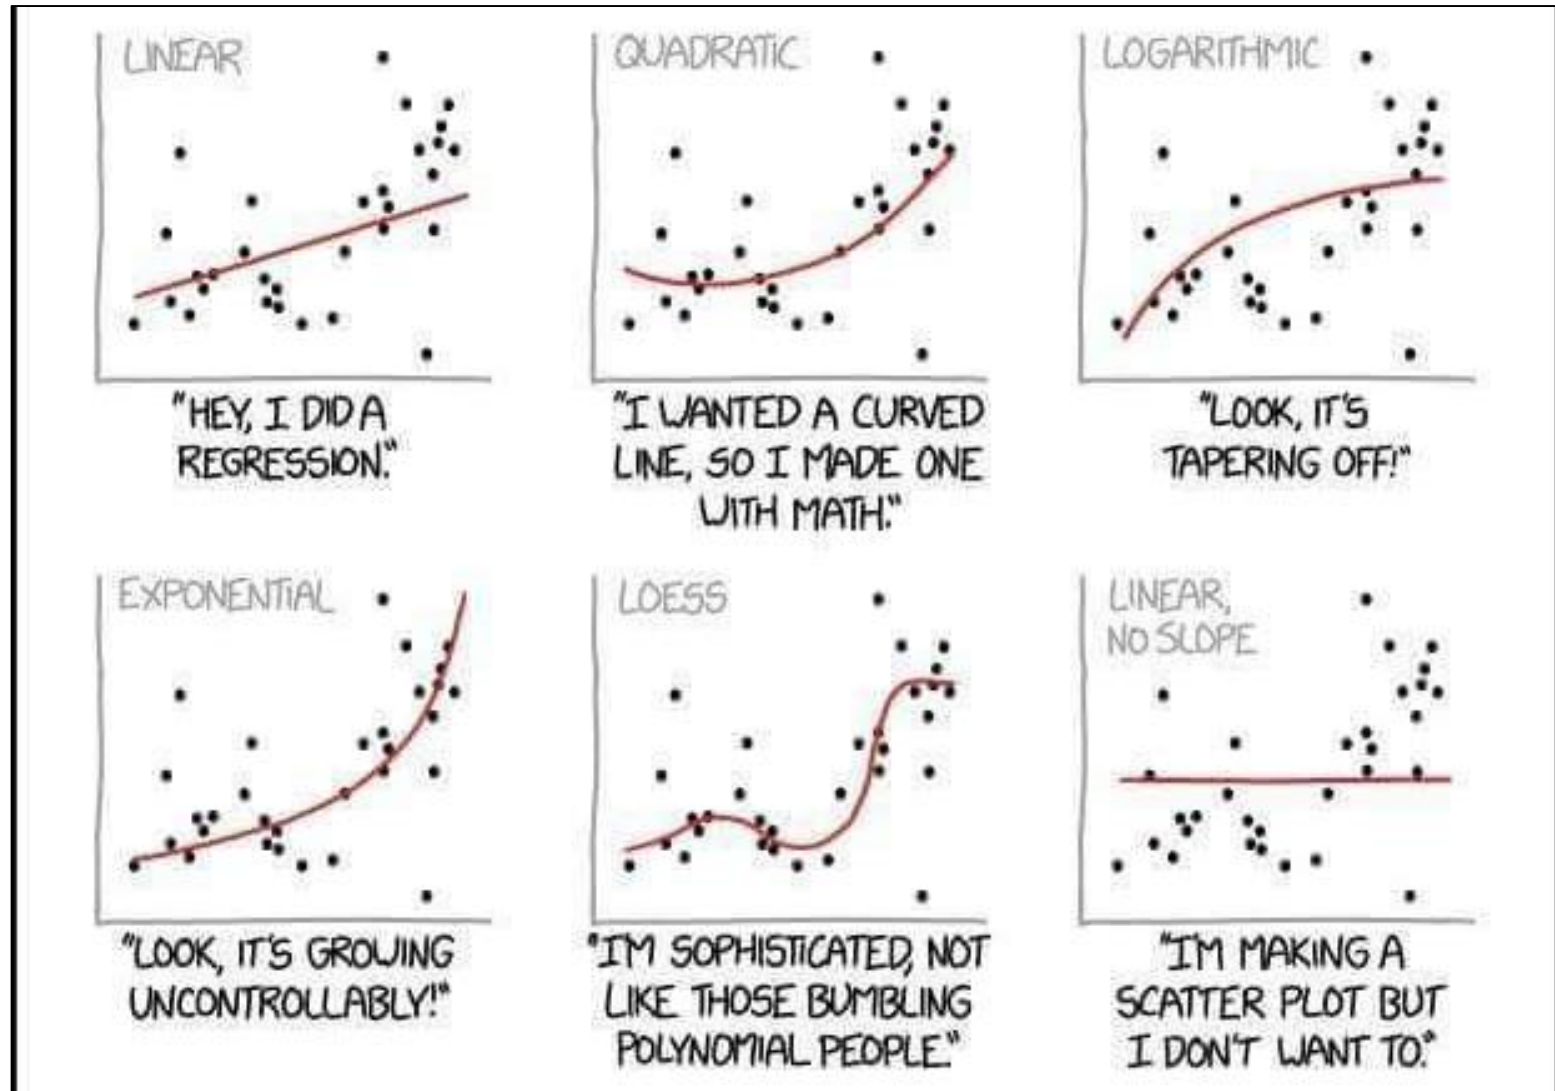 LINEAR
"HEY, I DID A
REGRESSION."
QUADRATIC
"I WANTED A CURVED
LINE, SO I MADE ONE
WITH MATH."
LOGARITHMIC
"LOOK, IT'S
TAPERING OFF!"
EXPONENTIAL
"LOOK, IT'S GROWING
UNCONTROLLABLY!"
LOESS
"I'M SOPHISTICATED, NOT
LIKE THOSE BUMBLING
POLYNOMIAL PEOPLE."
LINEAR,
NO SLOPE
"I'M MAKING A
SCATTER PLOT BUT
I DON'T WANT TO."